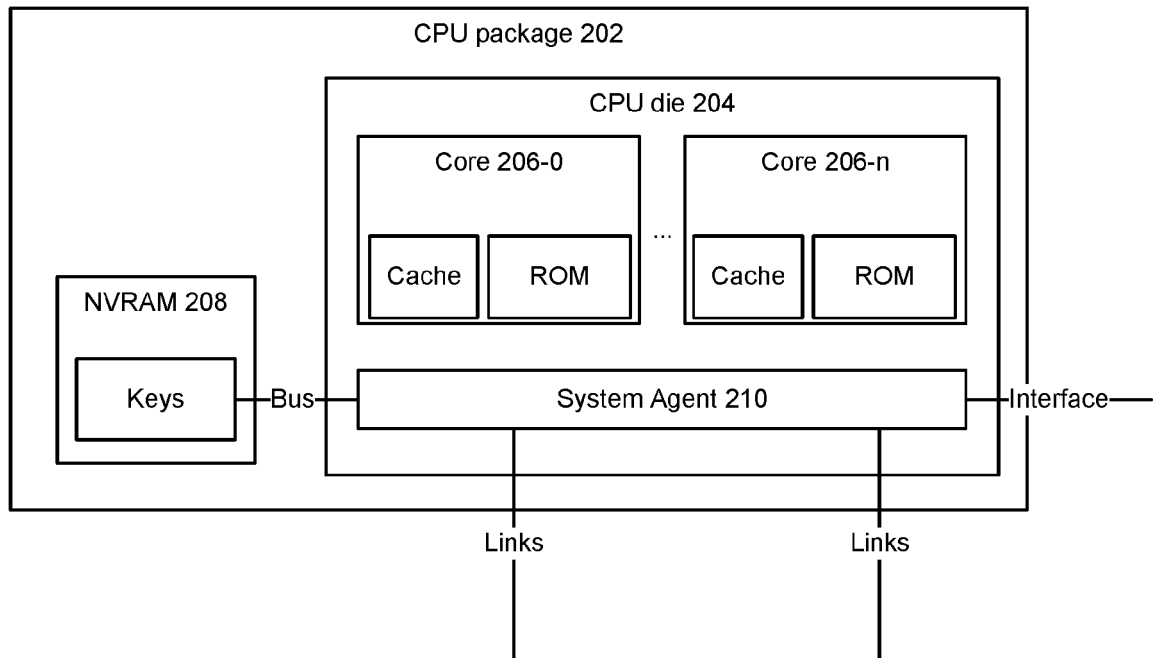 CPU package 202
CPU die 204
Core 206-0
Core 206-n
...
Cache
ROM
Cache
ROM
NVRAM 208
Keys
Bus
System Agent 210
Interface
Links
Links